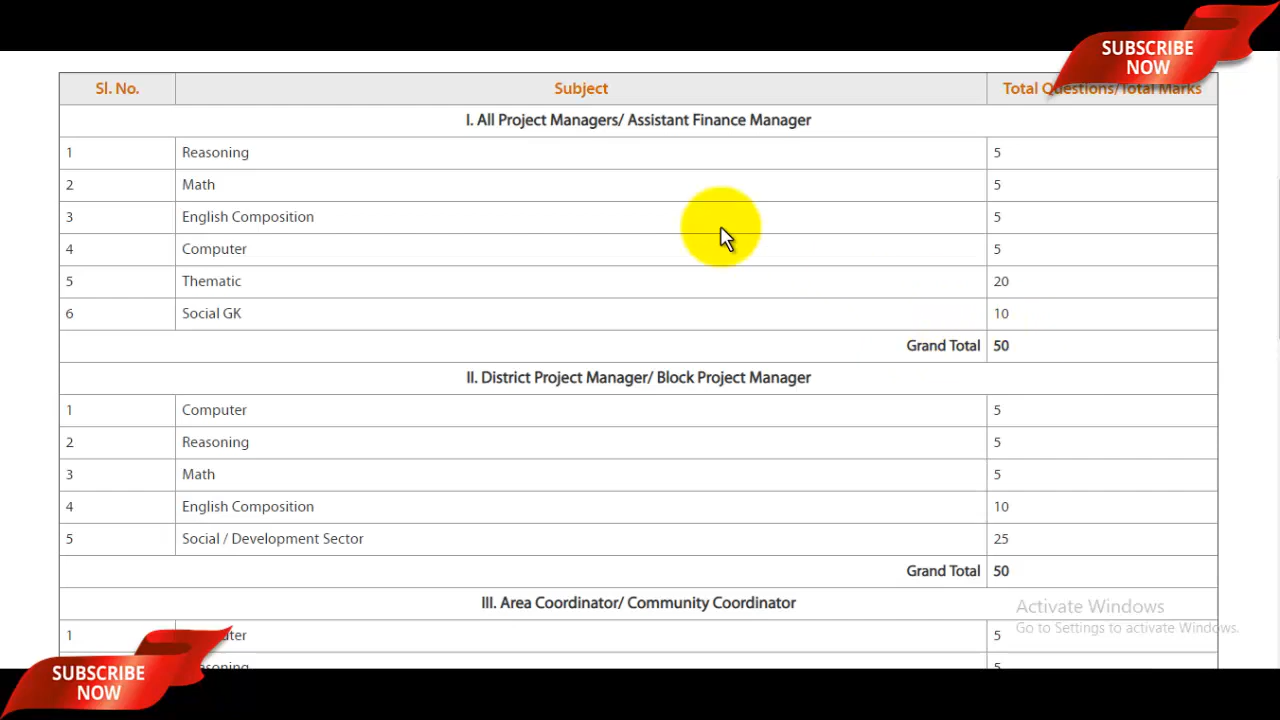 SUBSCRIBE
NOW
Sl. No. Subject Total Questions/Total Marks
I. All Project Managers/ Assistant Finance Manager
1 Reasoning 5
2 Math 5
3 English Composition 5
4 Computer 5
5 Thematic 20
6 Social GK 10
Grand Total 50
II. District Project Manager/ Block Project Manager
1 Computer 5
2 Reasoning 5
3 Math 5
4 English Composition 10
5 Social / Development Sector 25
Grand Total 50
III. Area Coordinator/ Community Coordinator
Activate Windows
Go to Settings to activate Windows.
1 Computer 5
Reasoning 5
SUBSCRIBE
NOW